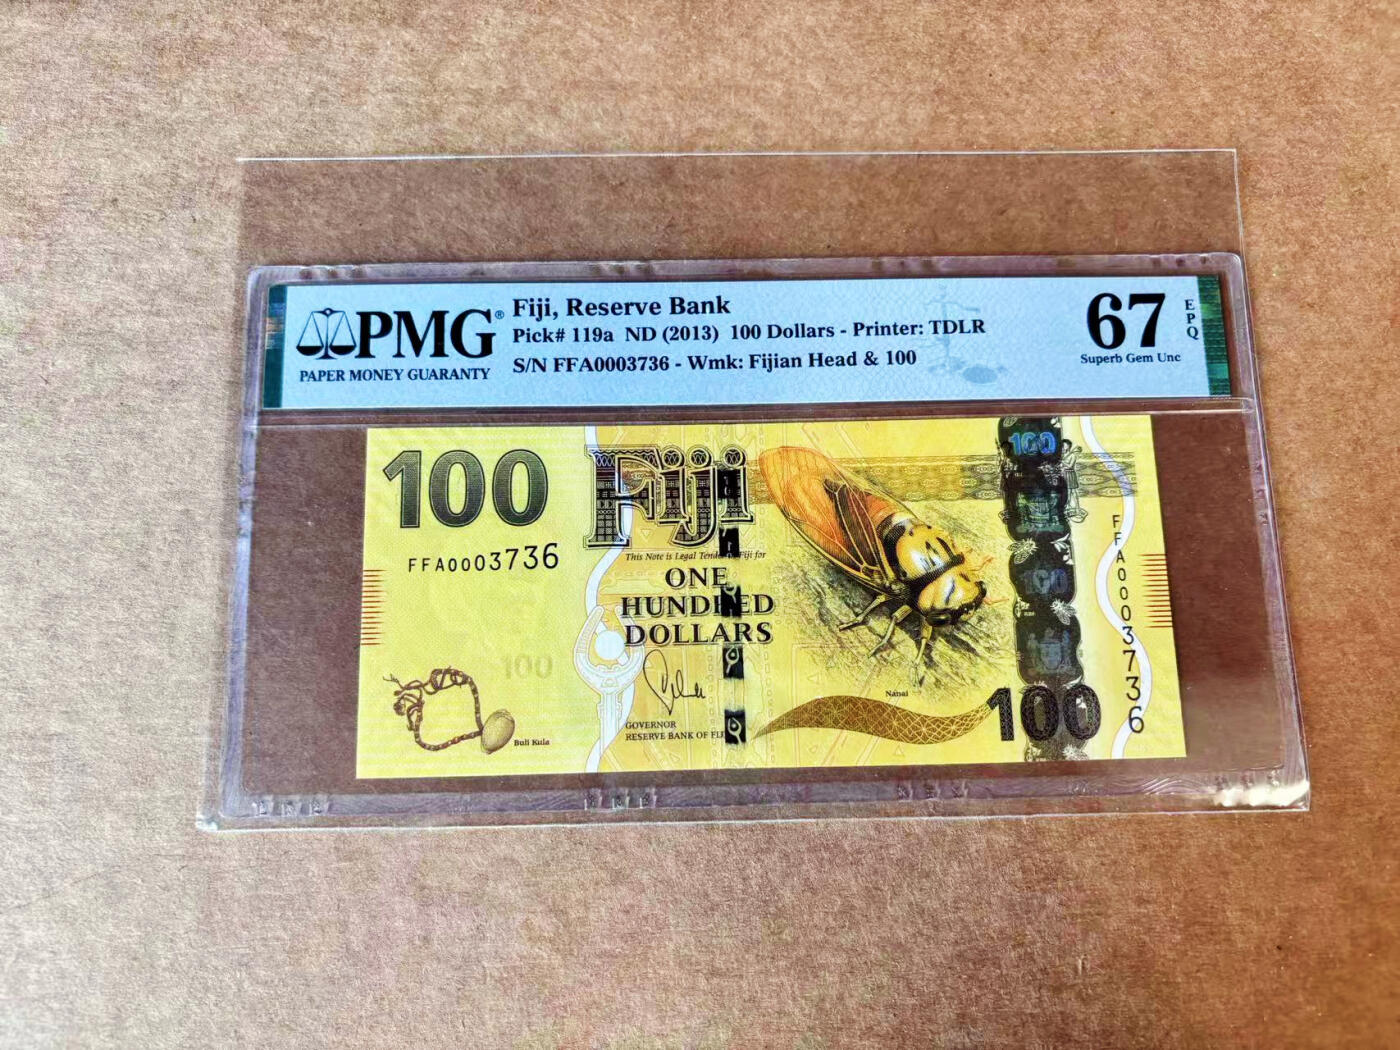 PMG®
PAPER MONEY GUARANTY
Fiji, Reserve Bank
Pick# 119a ND (2013) 100 Dollars - Printer: TDLR
S/N FFA0003736 - Wmk: Fijian Head & 100
67
EPQ
Superb Gem Unc
100
FFA0003736
Fiji
This Note is Legal Tender Fiji for
ONE
HUNDRED
DOLLARS
GOVERNOR
RESERVE BANK OF FIJI
100
Buli Kula
Nanai
100
100
FFA0003736